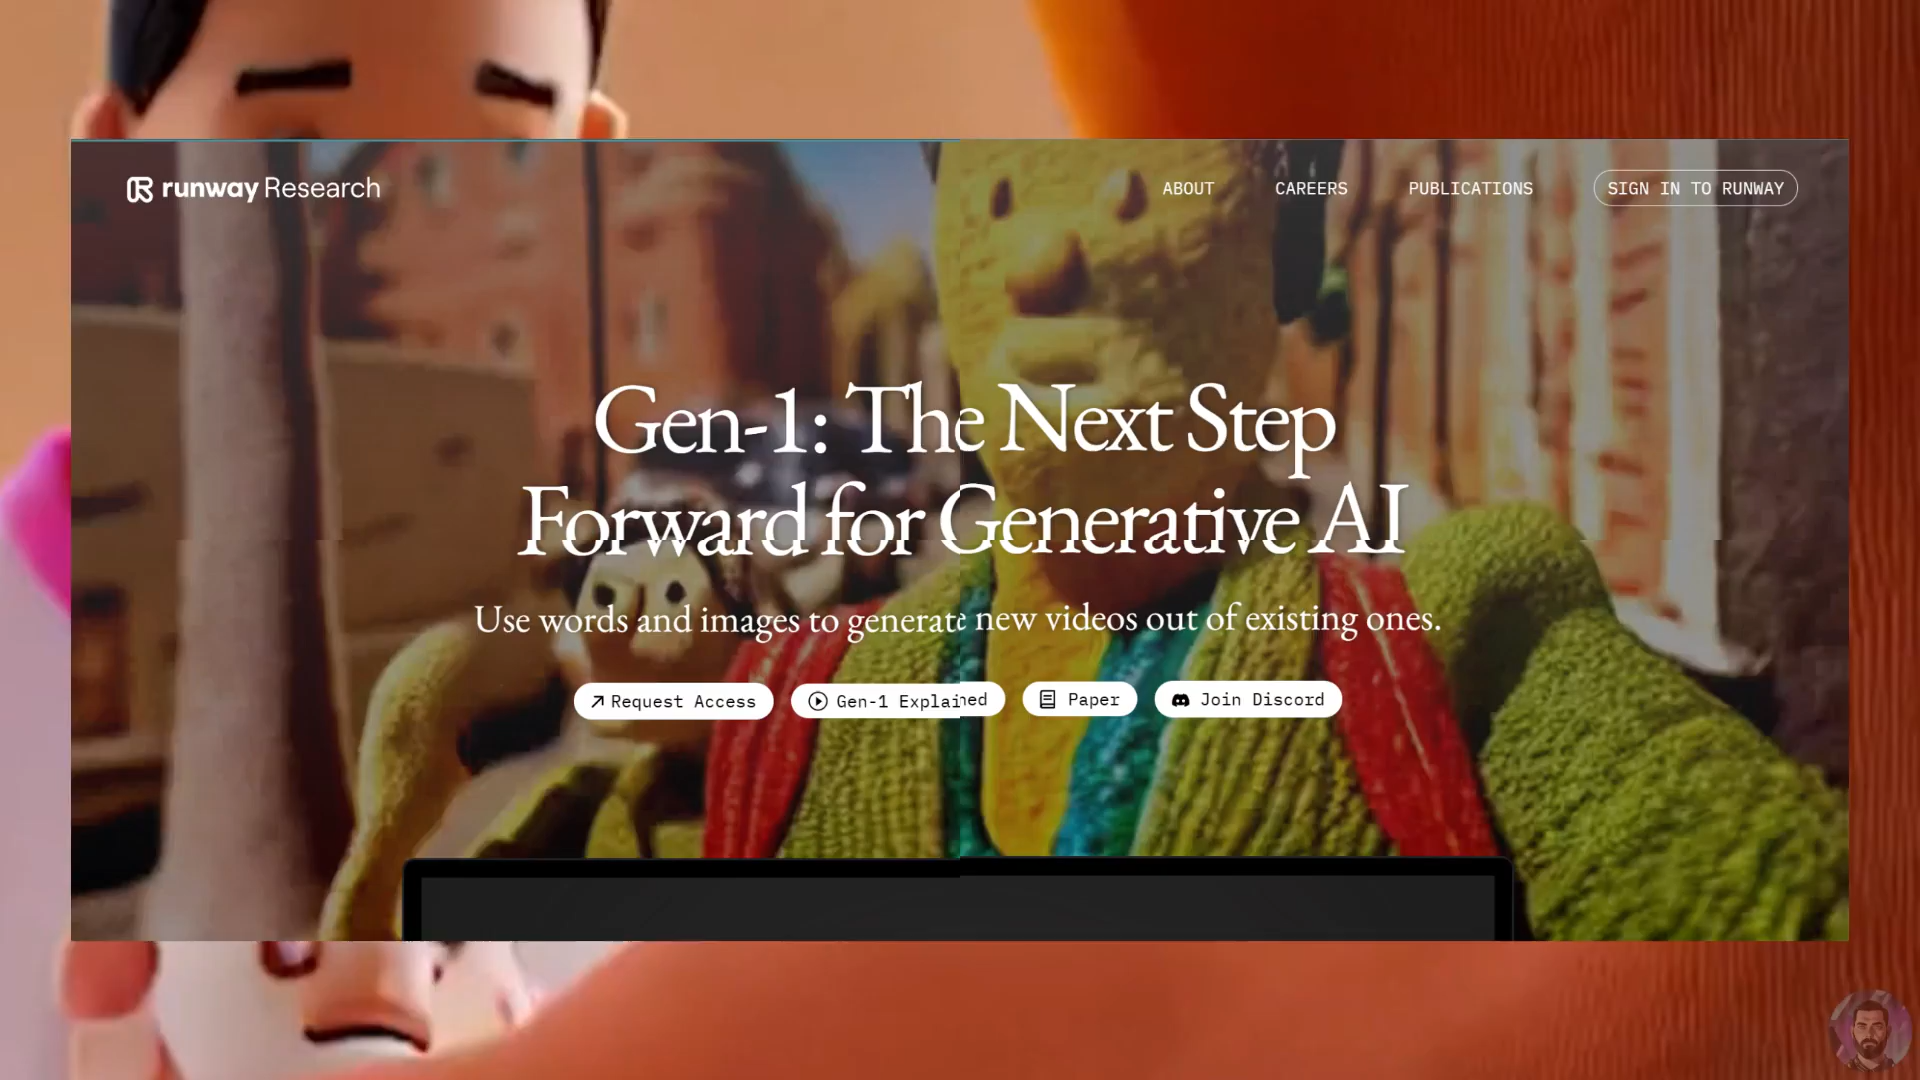 runway Research
ABOUT
CAREERS
PUBLICATIONS
SIGN IN TO RUNWAY
Gen-1: The Next Step
Forward for Generative AI
Use words and images to generate new videos out of existing ones.
Request Access
Gen-1 Explained
Paper
Join Discord